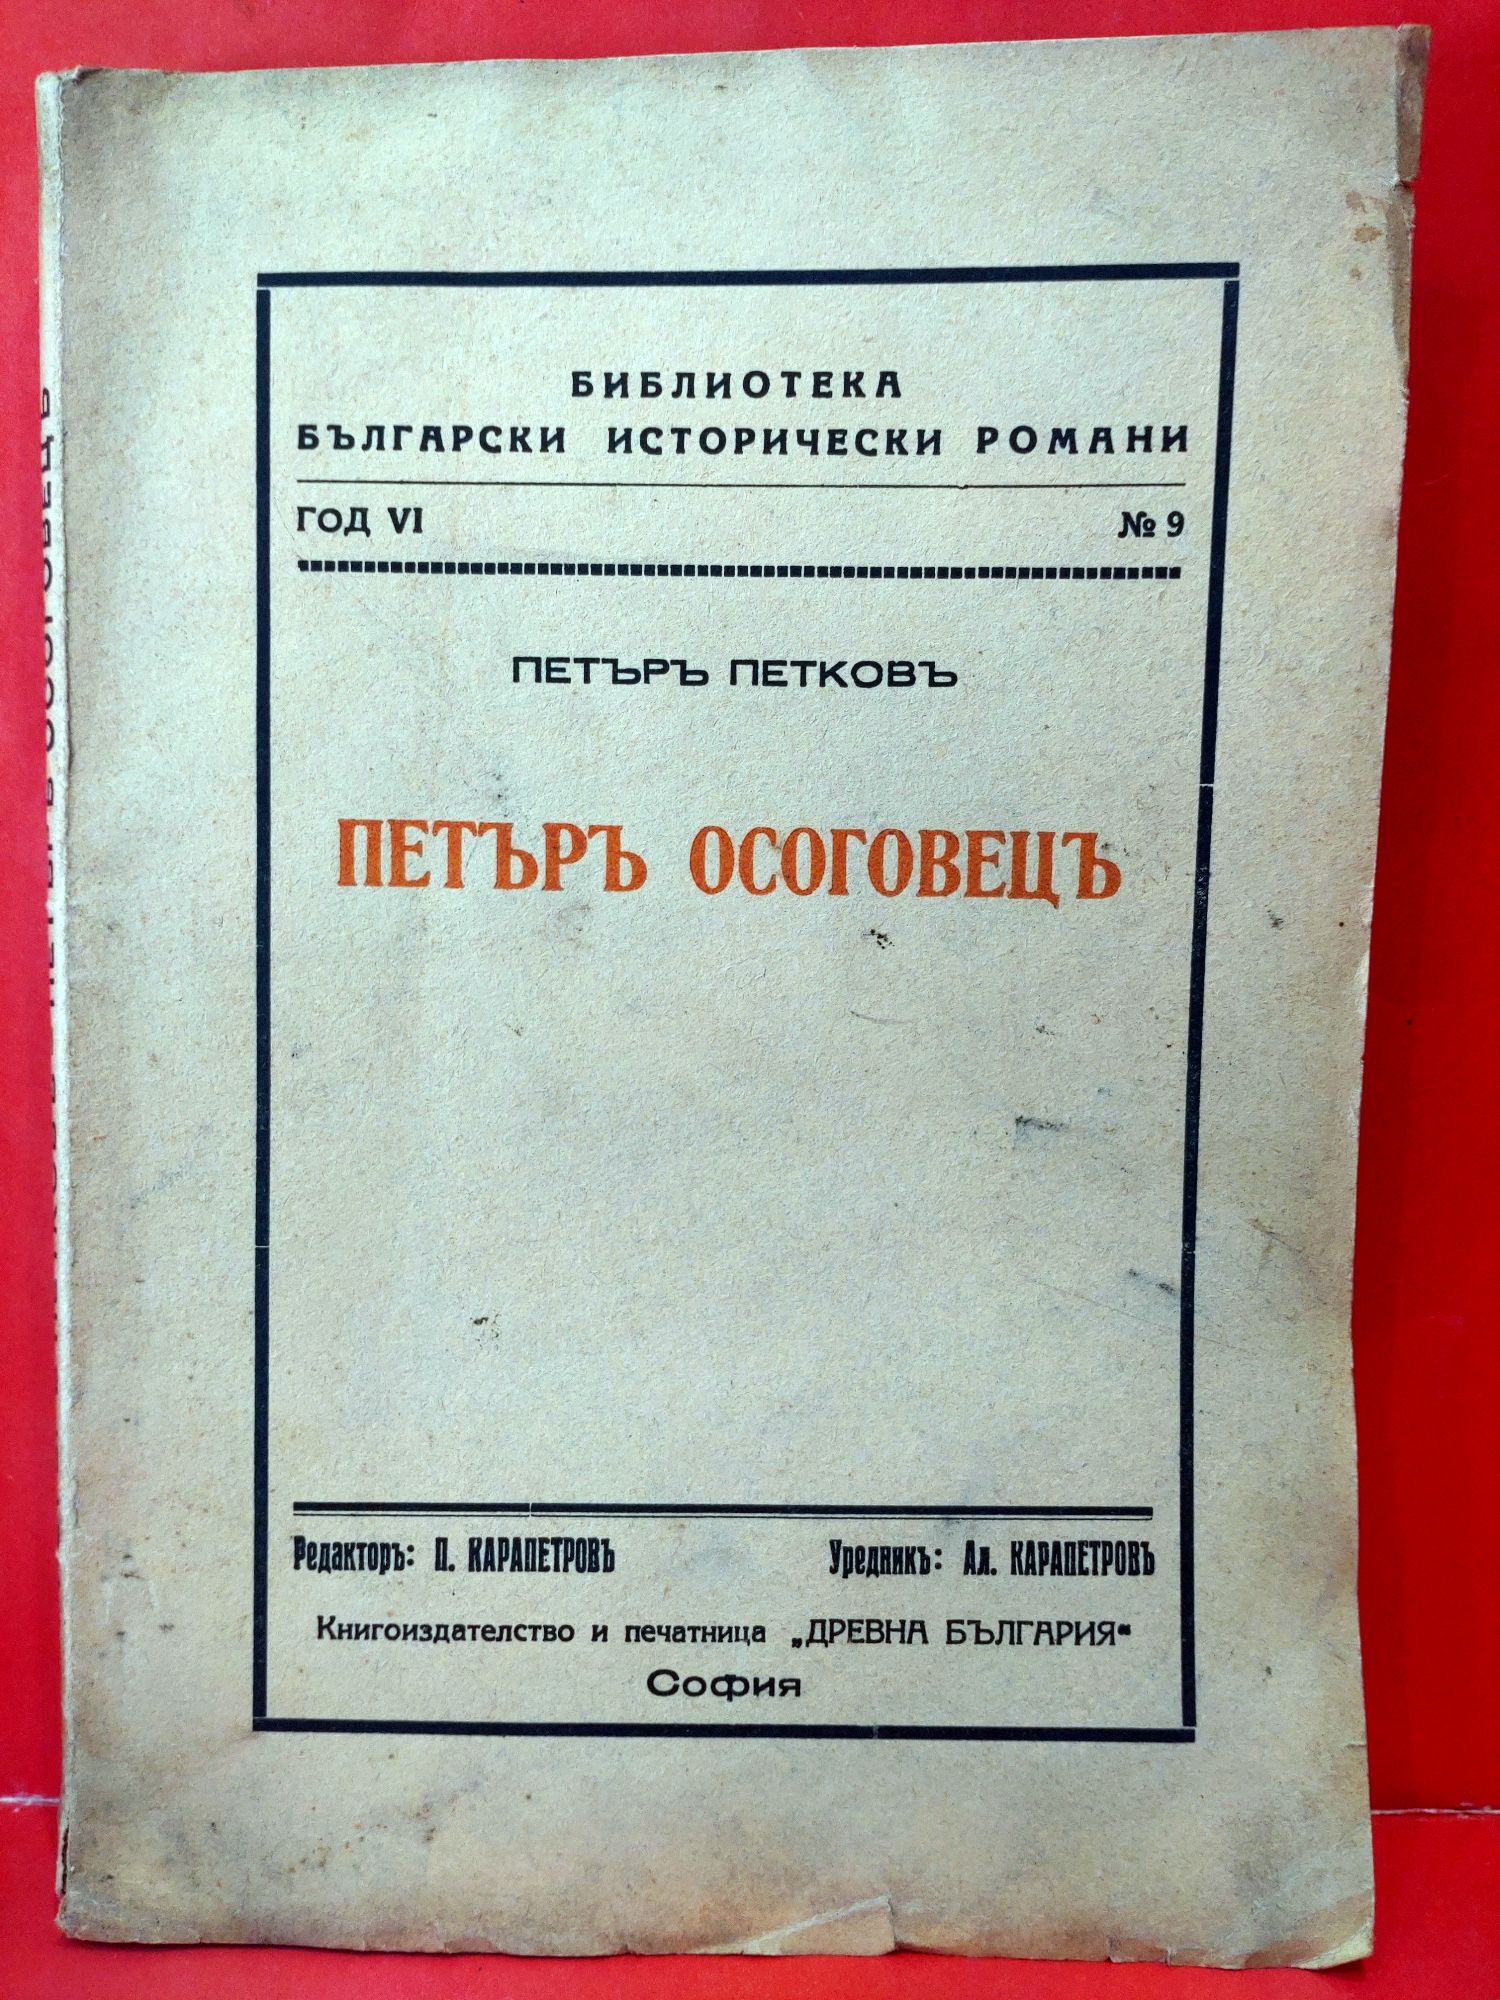 БИБЛИОТЕКА
БЪЛГАРСКИ ИСТОРИЧЕСКИ РОМАНИ
ГОД VI № 9
ПЕТЪРЪ ПЕТКОВЪ
ПЕТЪРЪ ОСОГОВЕЦЪ
Редакторъ: П. КАРАПЕТРОВЪ Уредникъ: Ал. КАРАПЕТРОВЪ
Книгоиздателство и печатница „ДРЕВНА БЪЛГАРИЯ“
София
ОСОГОВЕЦЪ